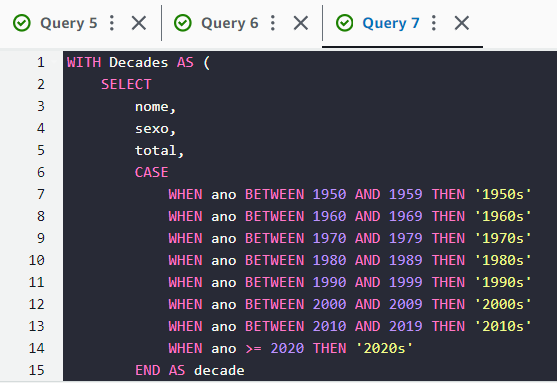 Query 5 Query 6 Query 7
1 WITH Decades AS (
2 SELECT
3 nome,
4 sexo,
5 total,
6 CASE
7 WHEN ano BETWEEN 1950 AND 1959 THEN '1950s'
8 WHEN ano BETWEEN 1960 AND 1969 THEN '1960s'
9 WHEN ano BETWEEN 1970 AND 1979 THEN '1970s'
10 WHEN ano BETWEEN 1980 AND 1989 THEN '1980s'
11 WHEN ano BETWEEN 1990 AND 1999 THEN '1990s'
12 WHEN ano BETWEEN 2000 AND 2009 THEN '2000s'
13 WHEN ano BETWEEN 2010 AND 2019 THEN '2010s'
14 WHEN ano >= 2020 THEN '2020s'
15 END AS decade